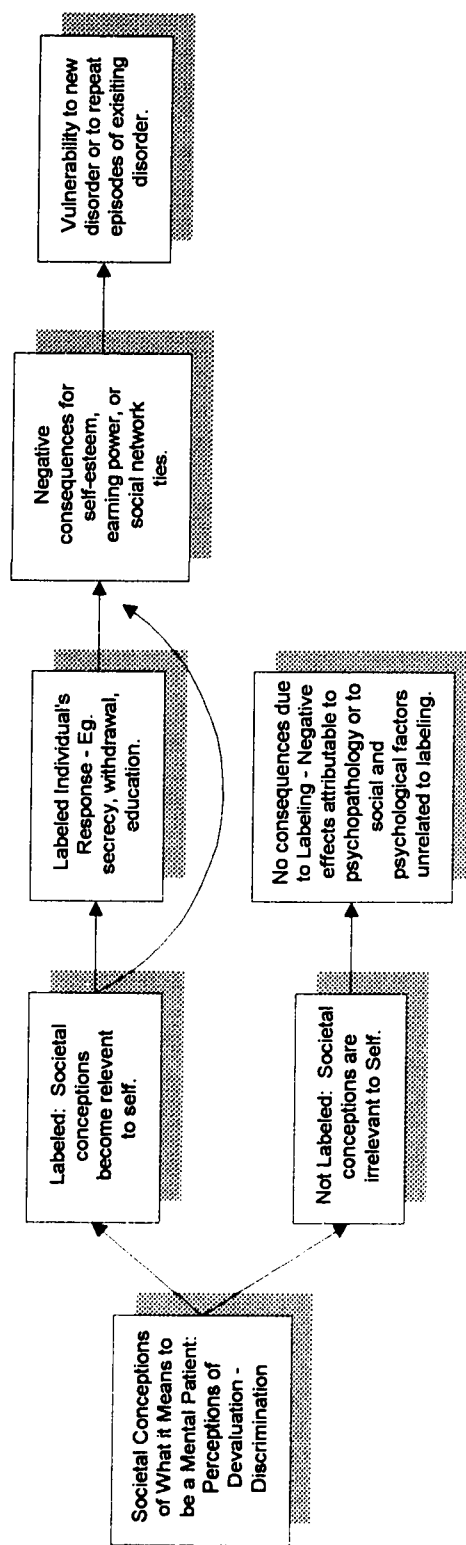 Societal Conceptions
of What it Means to
be a Mental Patient:
Perceptions of
Devaluation -
Discrimination
Labeled: Societal
conceptions
become relevent
to self.
Labeled Individual's
Response - Eg.
secrecy, withdrawal,
education.
Negative
consequences for
self-esteem,
earning power, or
social network
ties.
Vulnerability to new
disorder or to repeat
episodes of exisiting
disorder.
Not Labeled: Societal
conceptions are
irrelevant to Self.
No consequences due
to Labeling - Negative
effects attributable to
psychopathology or to
social and
psychological factors
unrelated to labeling.